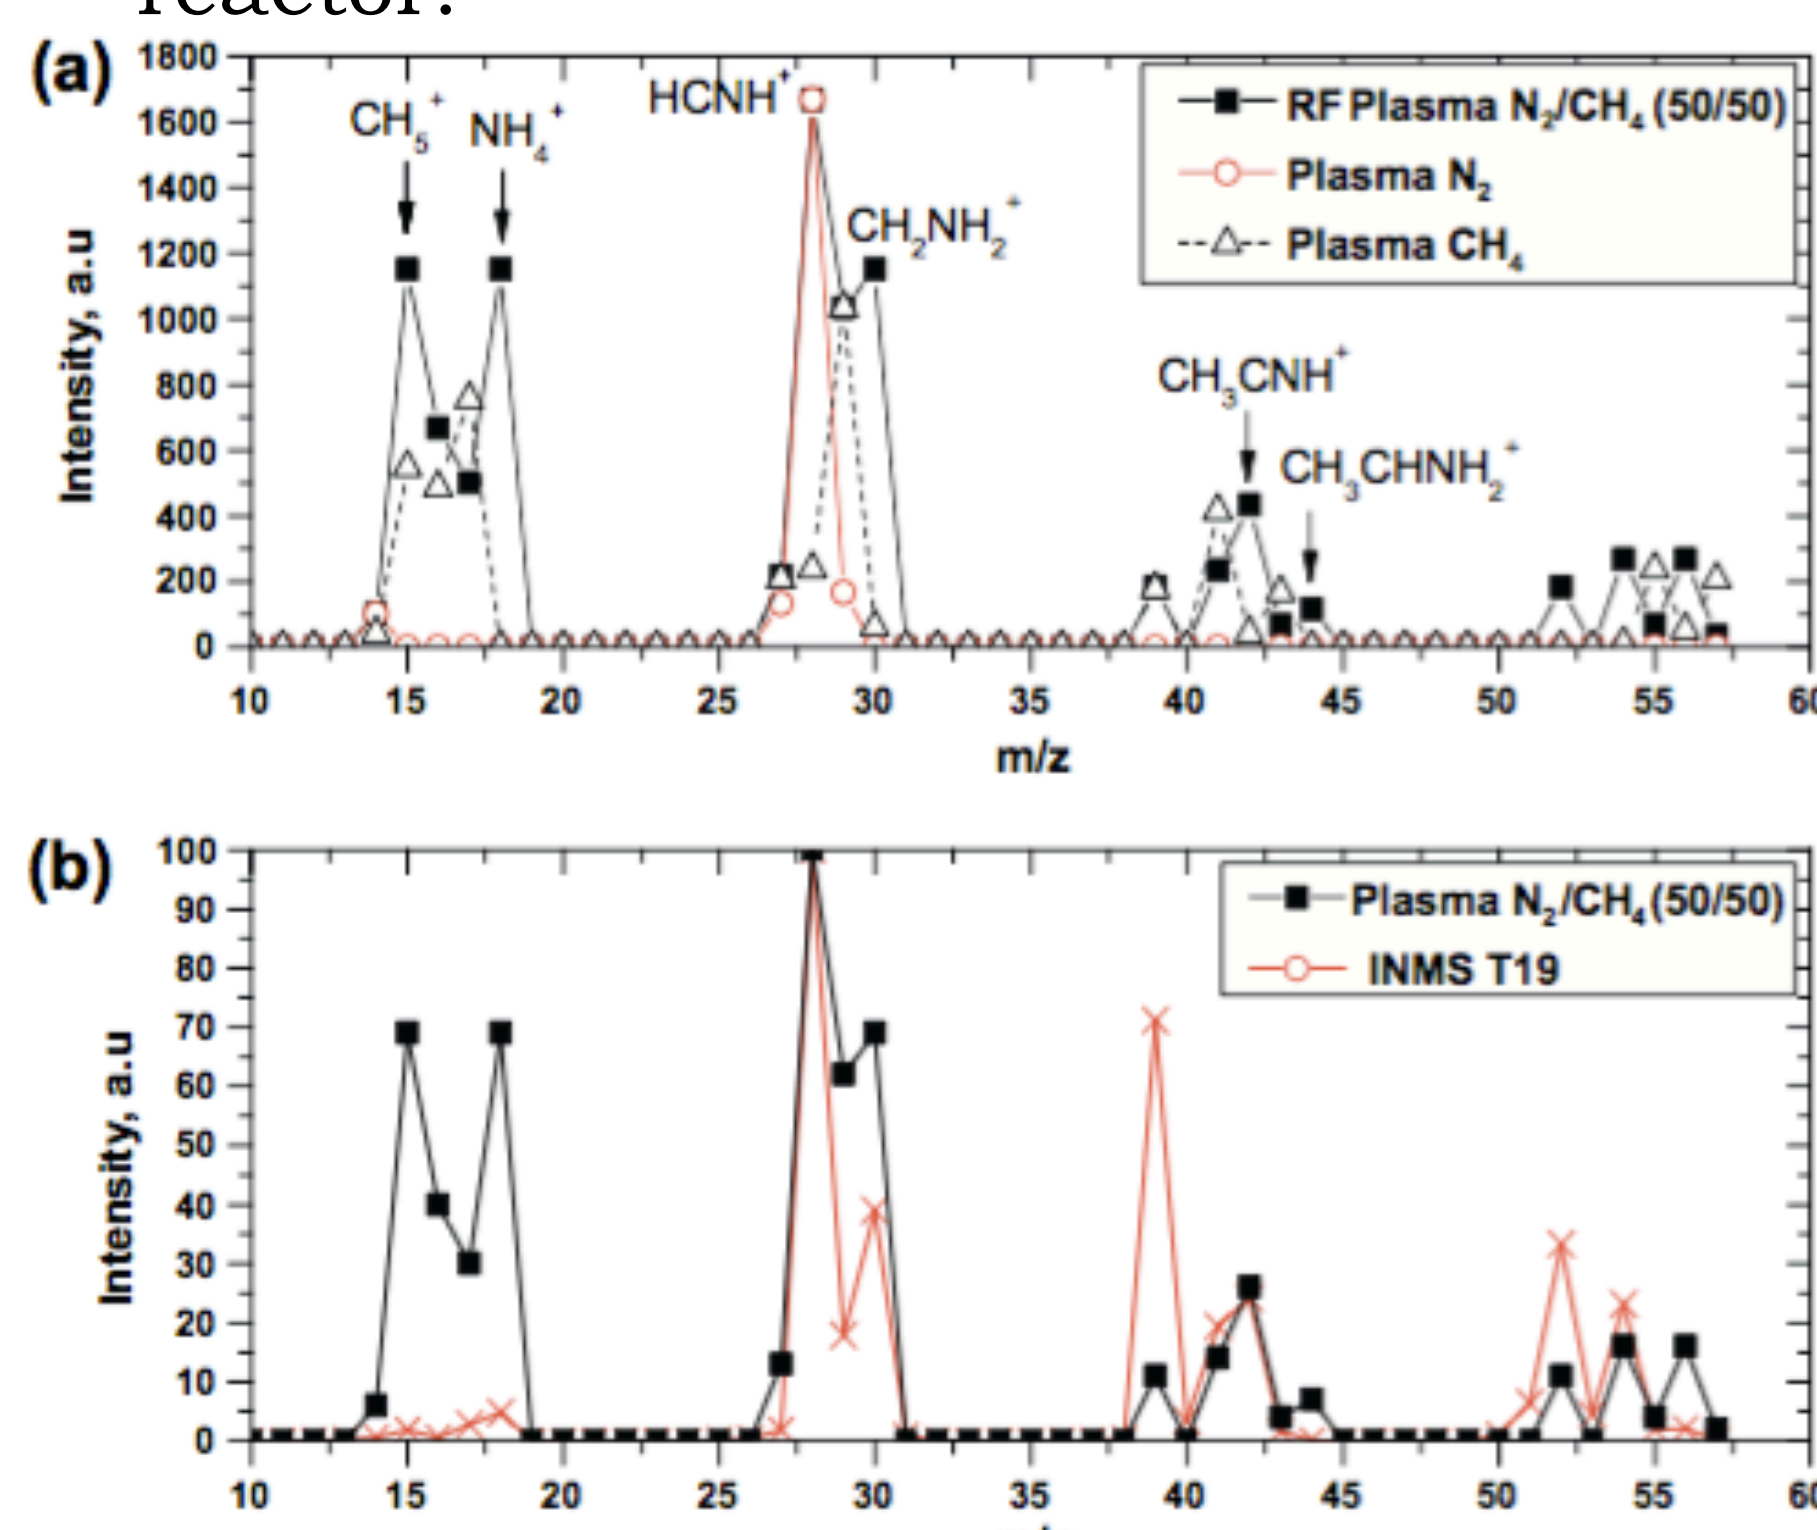 reactor.
(a)
1800
1600
1400
1200
1000
800
600
400
200
0
Intensity, a.u
CH₅⁺
NH₄⁺
HCNH⁺
CH₂NH₂⁺
CH₃CNH⁺
CH₃CHNH₂⁺
RF Plasma N₂/CH₄ (50/50)
Plasma N₂
Plasma CH₄
10 15 20 25 30 35 40 45 50 55 60
m/z
(b)
100
90
80
70
60
50
40
30
20
10
0
Intensity, a.u
Plasma N₂/CH₄ (50/50)
INMS T19
10 15 20 25 30 35 40 45 50 55 60